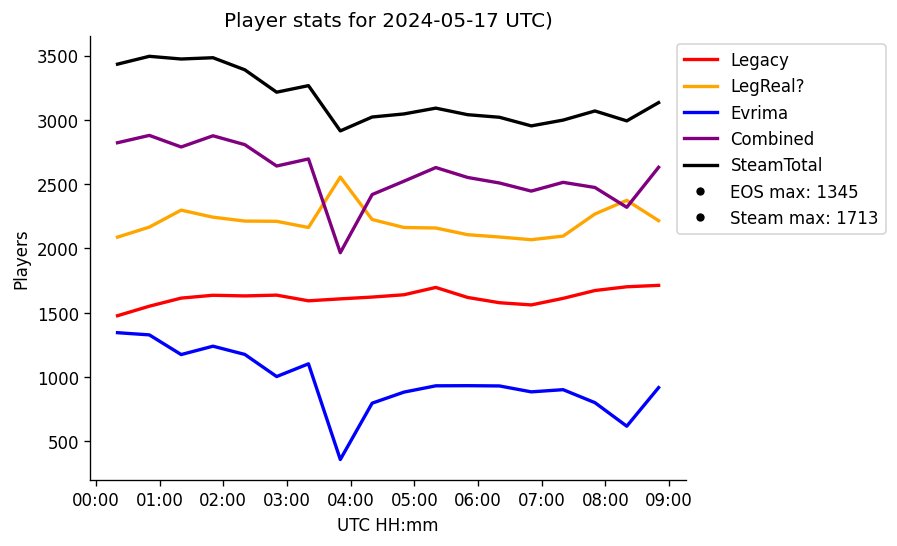 Player stats for 2024-05-17 UTC)
Legacy
LegReal?
Evrima
Combined
SteamTotal
EOS max: 1345
Steam max: 1713
Players
3500
3000
2500
2000
1500
1000
500
00:00 01:00 02:00 03:00 04:00 05:00 06:00 07:00 08:00 09:00
UTC HH:mm